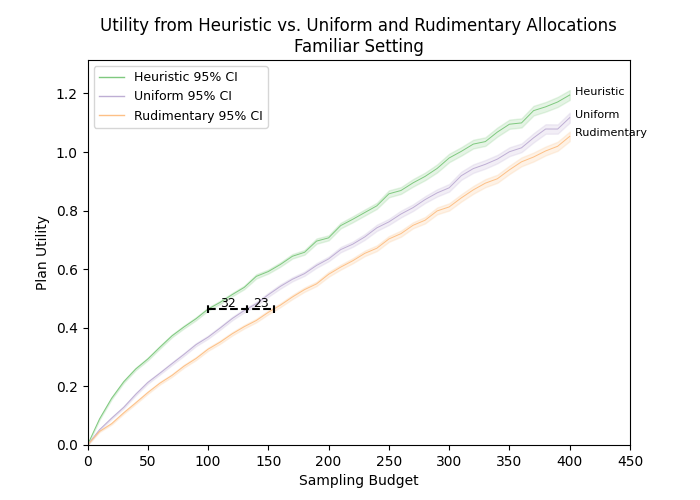 Utility from Heuristic vs. Uniform and Rudimentary Allocations
Familiar Setting
Heuristic 95% CI
Uniform 95% CI
Rudimentary 95% CI
Heuristic
Uniform
Rudimentary
32
23
Plan Utility
1.2
1.0
0.8
0.6
0.4
0.2
0.0
0 50 100 150 200 250 300 350 400 450
Sampling Budget